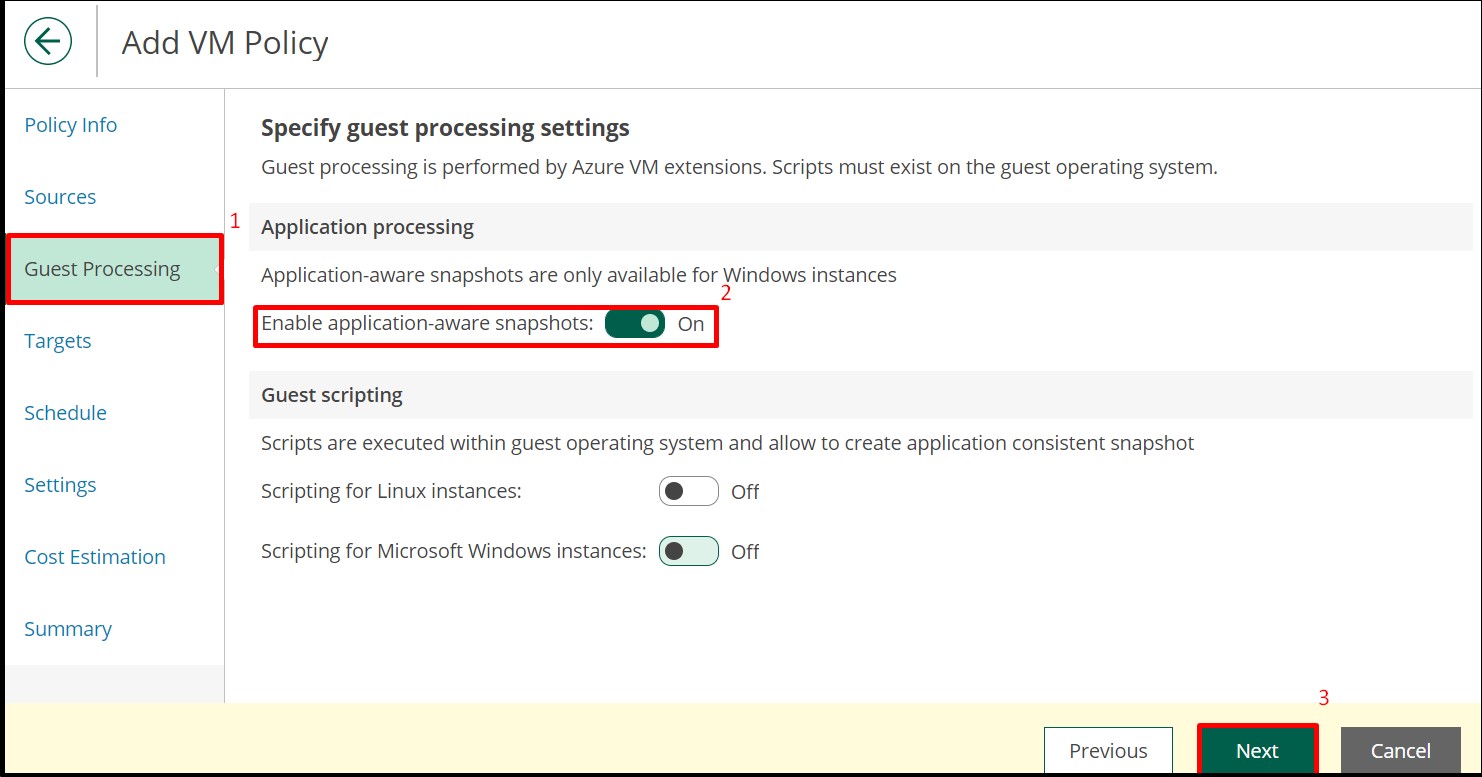 Add VM Policy
Policy Info
Sources
1
Guest Processing
Targets
Schedule
Settings
Cost Estimation
Summary
Specify guest processing settings
Guest processing is performed by Azure VM extensions. Scripts must exist on the guest operating system.
Application processing
Application-aware snapshots are only available for Windows instances
2
Enable application-aware snapshots: On
Guest scripting
Scripts are executed within guest operating system and allow to create application consistent snapshot
Scripting for Linux instances: Off
Scripting for Microsoft Windows instances: Off
3
Previous Next Cancel